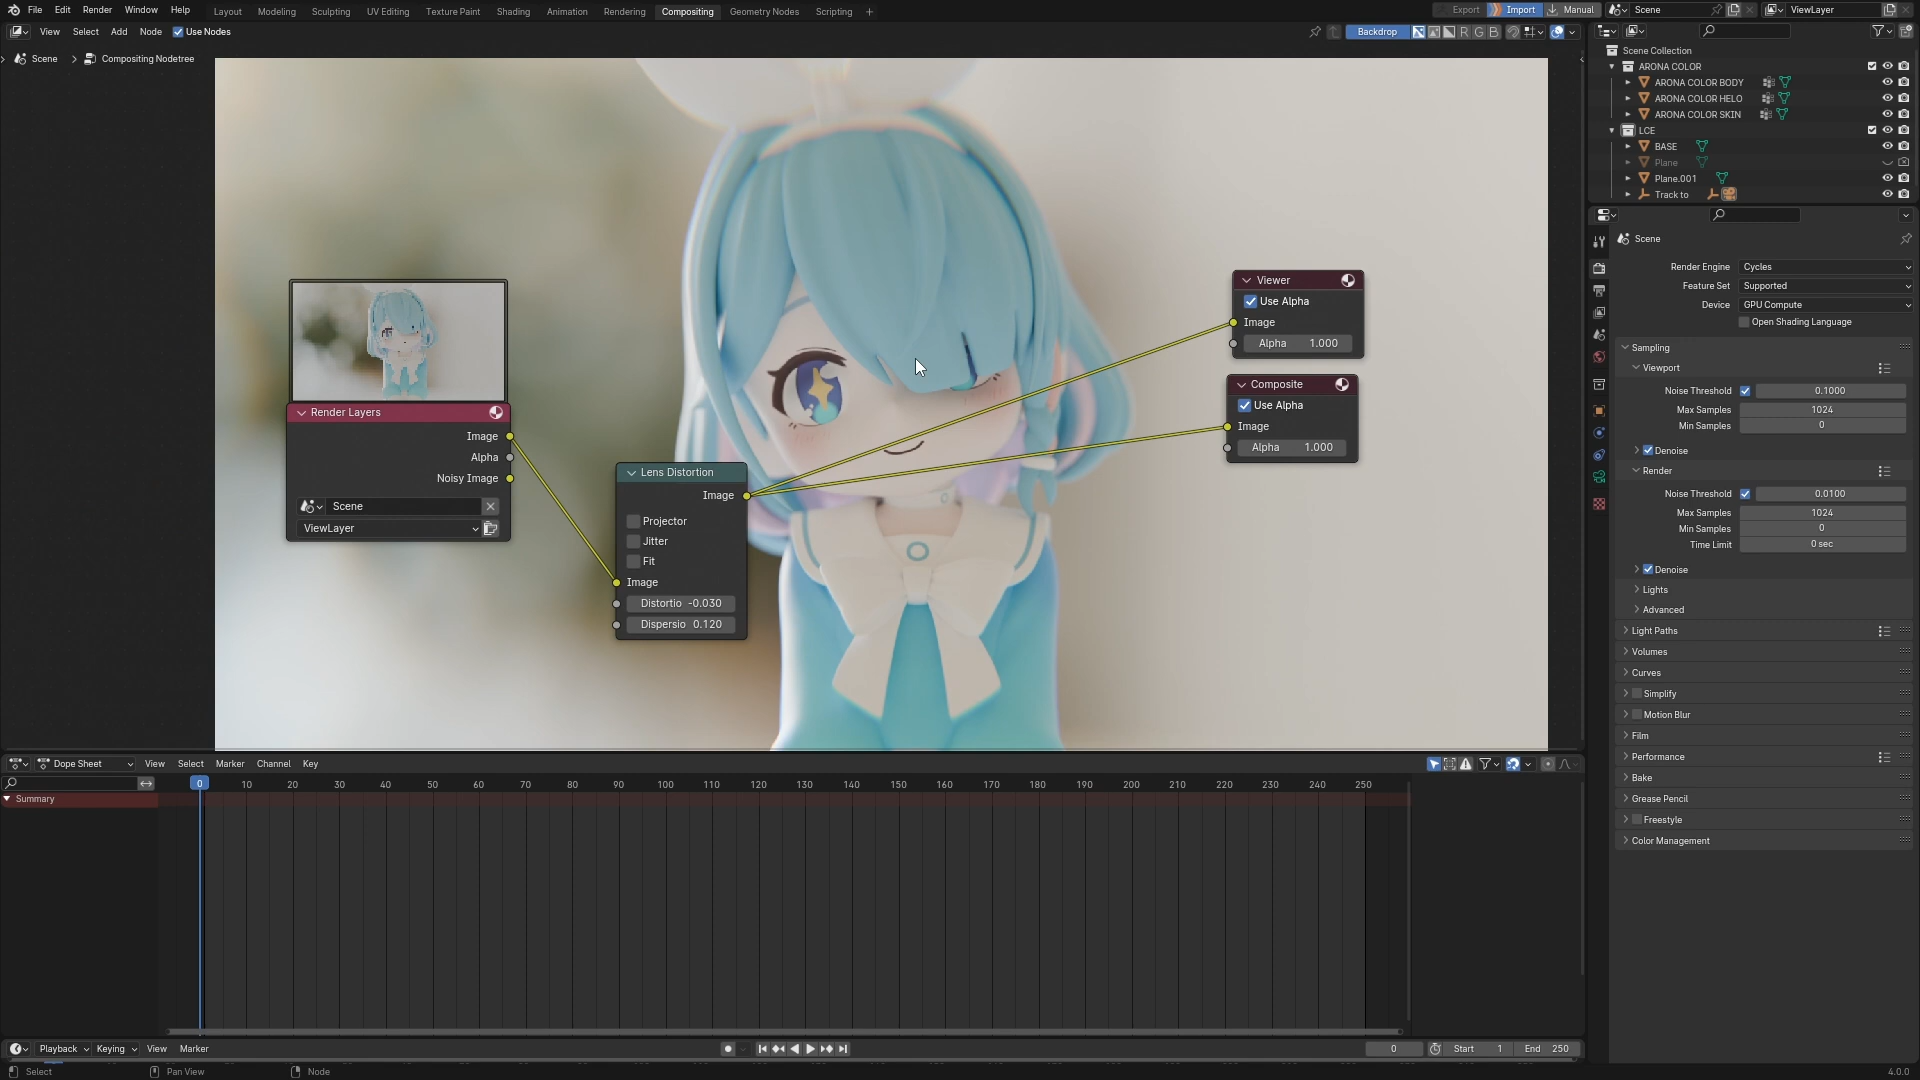 File Edit Render Window Help Layout Modeling Sculpting UV Editing Texture Paint Shading Animation Rendering Compositing Geometry Nodes Scripting + Export Import Manual Scene ViewLayer
View Select Add Node Use Nodes Backdrop R G B
Scene > Compositing Nodetree
Scene Collection
ARONA COLOR
ARONA COLOR BODY
ARONA COLOR HELO
ARONA COLOR SKIN
LCE
BASE
Plane
Plane.001
Track to
Render Layers
Image
Alpha
Noisy Image
Scene
ViewLayer
Lens Distortion
Image
Projector
Jitter
Fit
Image
Distortio -0.030
Dispersio 0.120
Viewer
Use Alpha
Image
Alpha 1.000
Composite
Use Alpha
Image
Alpha 1.000
Scene
Render Engine Cycles
Feature Set Supported
Device GPU Compute
Open Shading Language
Sampling
Viewport
Noise Threshold 0.1000
Max Samples 1024
Min Samples 0
Denoise
Render
Noise Threshold 0.0100
Max Samples 1024
Min Samples 0
Time Limit 0 sec
Denoise
Lights
Advanced
Light Paths
Volumes
Curves
Simplify
Motion Blur
Film
Performance
Bake
Grease Pencil
Freestyle
Color Management
Dope Sheet View Select Marker Channel Key
0 10 20 30 40 50 60 70 80 90 100 110 120 130 140 150 160 170 180 190 200 210 220 230 240 250
Summary
Playback Keying View Marker 0 Start 1 End 250
Select Pan View Node 4.0.0